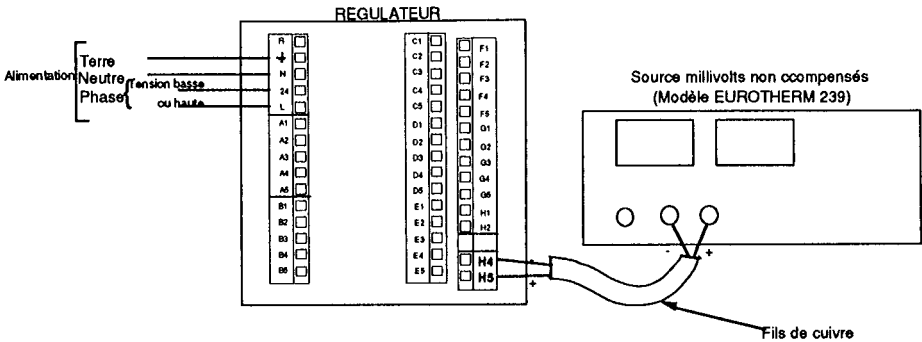 REGULATEUR
Alimentation
Terre
Neutre
Phase
Tension basse
ou haute
R
N
24
L
A1
A2
A3
A4
A5
B1
B2
B3
B4
B5
C1
C2
C3
C4
C5
D1
D2
D3
D4
D5
E1
E2
E3
E4
E5
F1
F2
F3
F4
F5
G1
G2
G3
G4
G5
H1
H2
H4
H5
-
+
Source millivolts non ccompensés
(Modèle EUROTHERM 239)
- +
Fils de cuivre